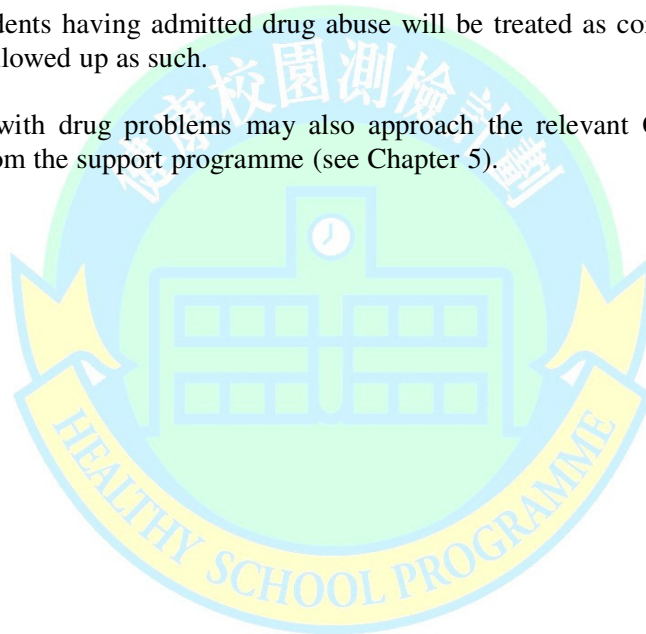 dents having admitted drug abuse will be treated as co
llowed up as such.
with drug problems may also approach the relevant
om the support programme (see Chapter 5).
健康校園測檢計劃
HEALTHY SCHOOL PROGRAMME